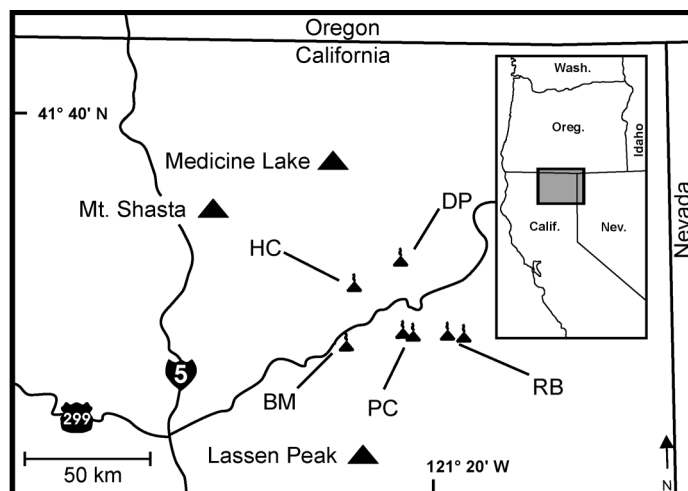 Oregon
California
41° 40' N
Wash.
Oreg.
Idaho
Medicine Lake
Mt. Shasta
DP
Nevada
HC
Calif.
Nev.
5
BM
PC
RB
299
Lassen Peak
50 km
121° 20' W
N